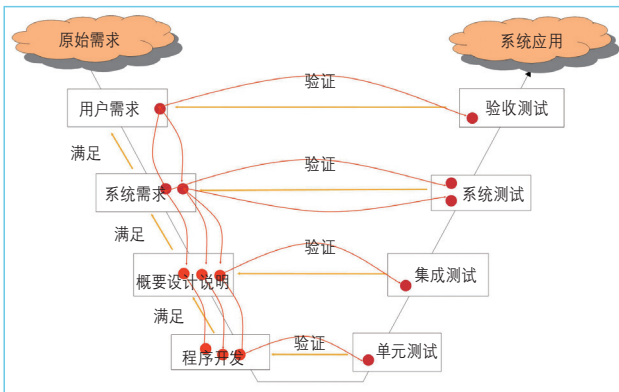 原始需求
系统应用
验证
用户需求
验收测试
满足
验证
系统需求
系统测试
满足
验证
概要设计说明
集成测试
满足
验证
程序开发
单元测试